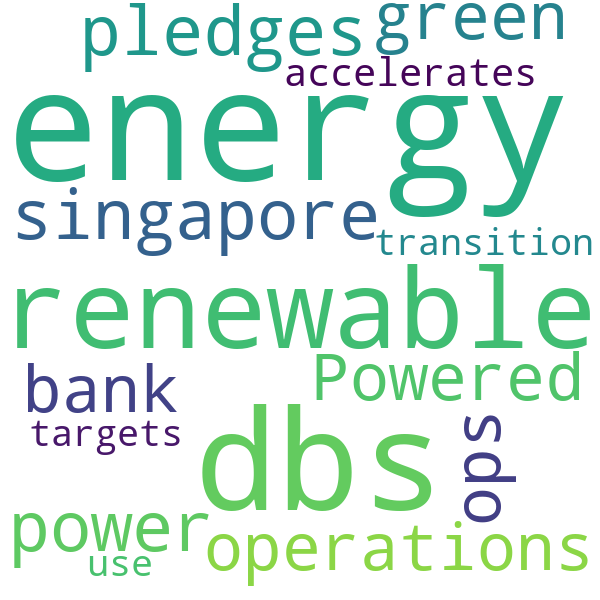 pledges green
accelerates
energy
singapore
transition
renewable
Powered
bank
targets
dbs
ops
power
operations
use